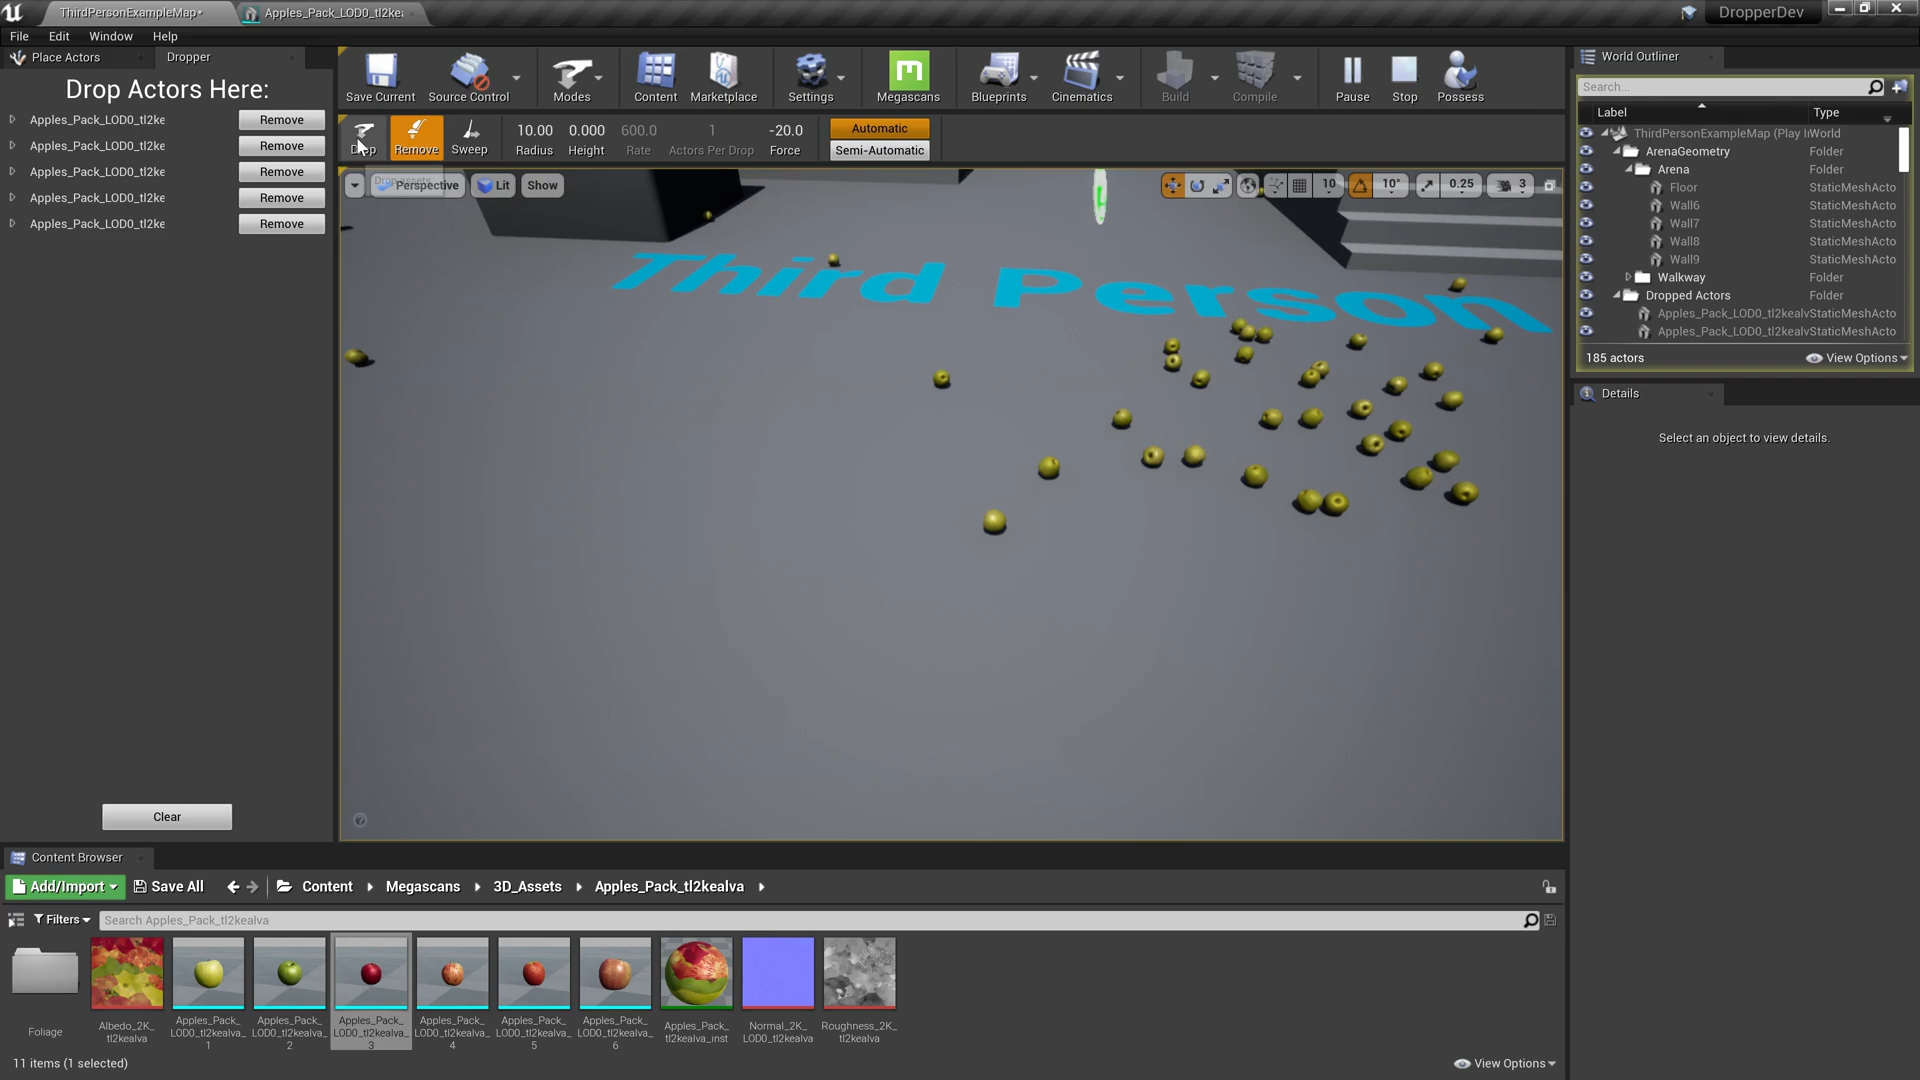 ThirdPersonExampleMap*
Apples_Pack_LOD0_tl2ke
DropperDev
File
Edit
Window
Help
Place Actors
Dropper
Drop Actors Here:
Apples_Pack_LOD0_tl2ke
Remove
Apples_Pack_LOD0_tl2ke
Remove
Apples_Pack_LOD0_tl2ke
Remove
Apples_Pack_LOD0_tl2ke
Remove
Apples_Pack_LOD0_tl2ke
Remove
Clear
Save Current
Source Control
Modes
Content
Marketplace
Settings
Megascans
Blueprints
Cinematics
Build
Compile
Pause
Stop
Possess
Drop
Remove
Sweep
10.00
Radius
0.000
Height
600.0
Rate
1
Actors Per Drop
-20.0
Force
Automatic
Semi-Automatic
Perspective
Lit
Show
10
10°
0.25
3
Third Person
World Outliner
Search...
Label
Type
ThirdPersonExampleMap (Play I
World
ArenaGeometry
Folder
Arena
Folder
Floor
StaticMeshActo
Wall6
StaticMeshActo
Wall7
StaticMeshActo
Wall8
StaticMeshActo
Wall9
StaticMeshActo
Walkway
Folder
Dropped Actors
Folder
Apples_Pack_LOD0_tl2kealv
StaticMeshActo
Apples_Pack_LOD0_tl2kealv
StaticMeshActo
185 actors
View Options
Details
Select an object to view details.
Content Browser
Add/Import
Save All
Content
Megascans
3D_Assets
Apples_Pack_tl2kealva
Filters
Search Apples_Pack_tl2kealva
Foliage
Albedo_2K_
tl2kealva
Apples_Pack_
LOD0_tl2kealva_
1
Apples_Pack_
LOD0_tl2kealva_
2
Apples_Pack_
LOD0_tl2kealva_
3
Apples_Pack_
LOD0_tl2kealva_
4
Apples_Pack_
LOD0_tl2kealva_
5
Apples_Pack_
LOD0_tl2kealva_
6
Apples_Pack_
tl2kealva_inst
Normal_2K_
LOD0_tl2kealva
Roughness_2K_
tl2kealva
11 items (1 selected)
View Options